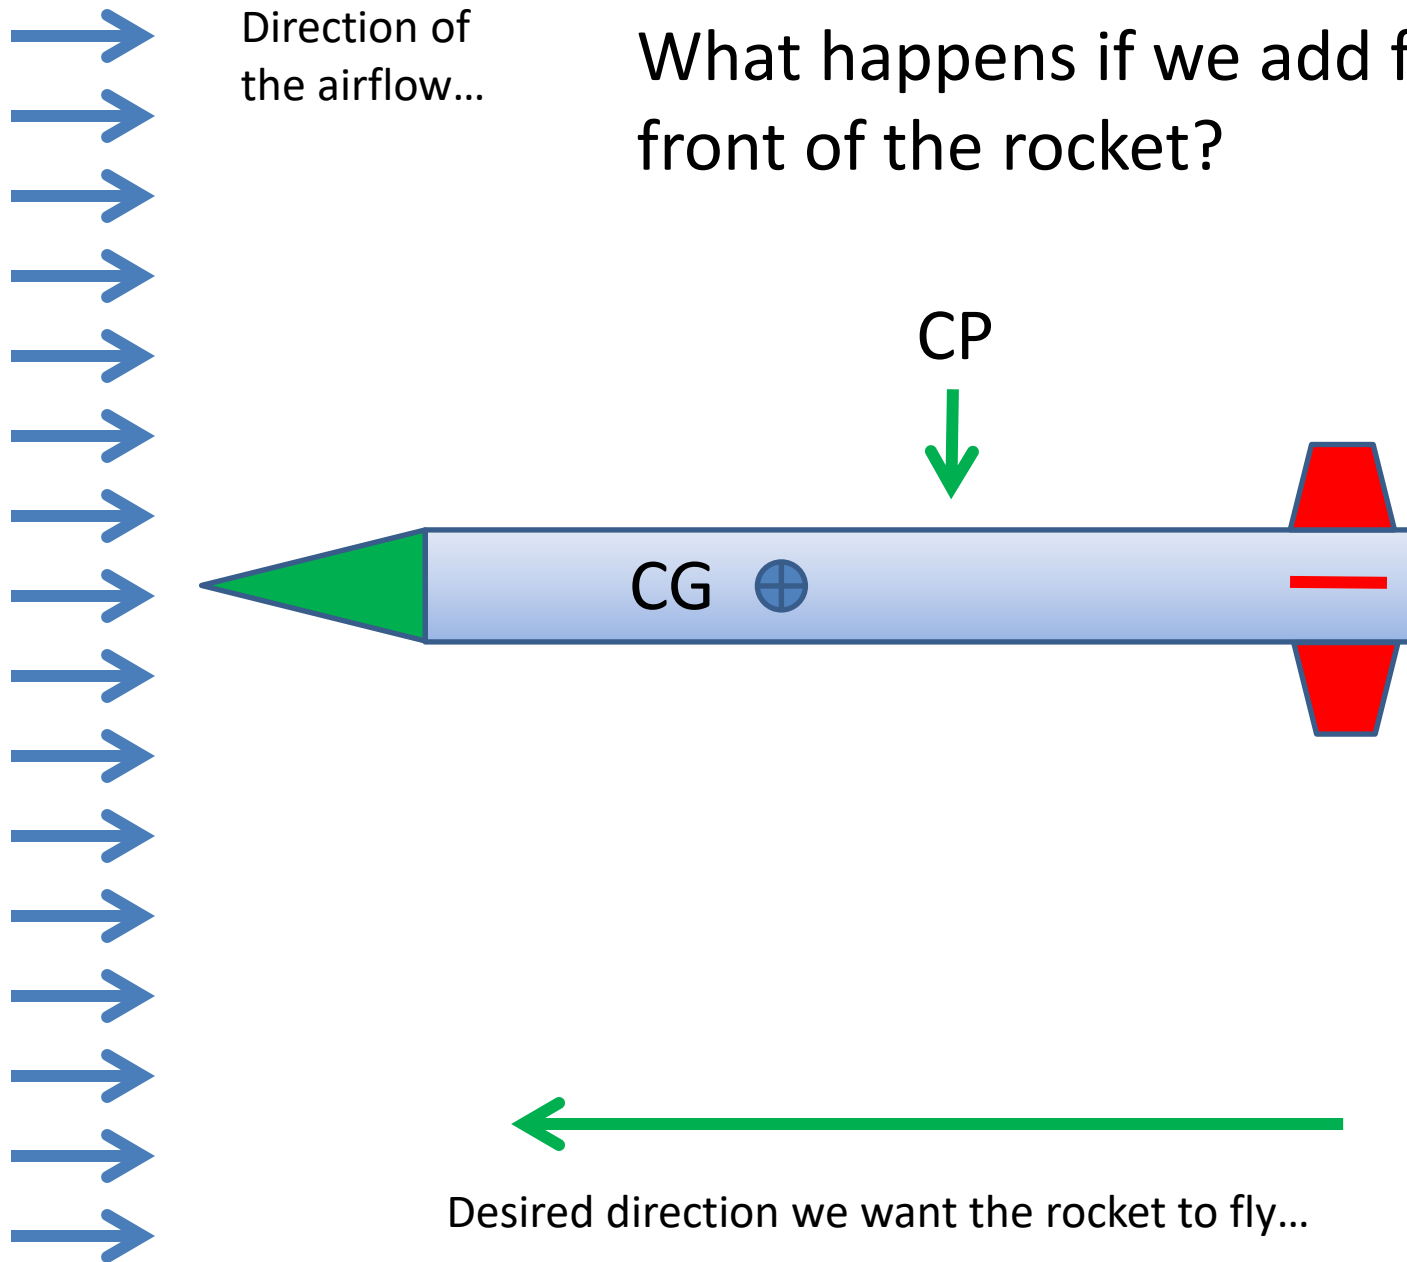 Direction of
the airflow…
What happens if we add f
front of the rocket?
CP
CG
Desired direction we want the rocket to fly…